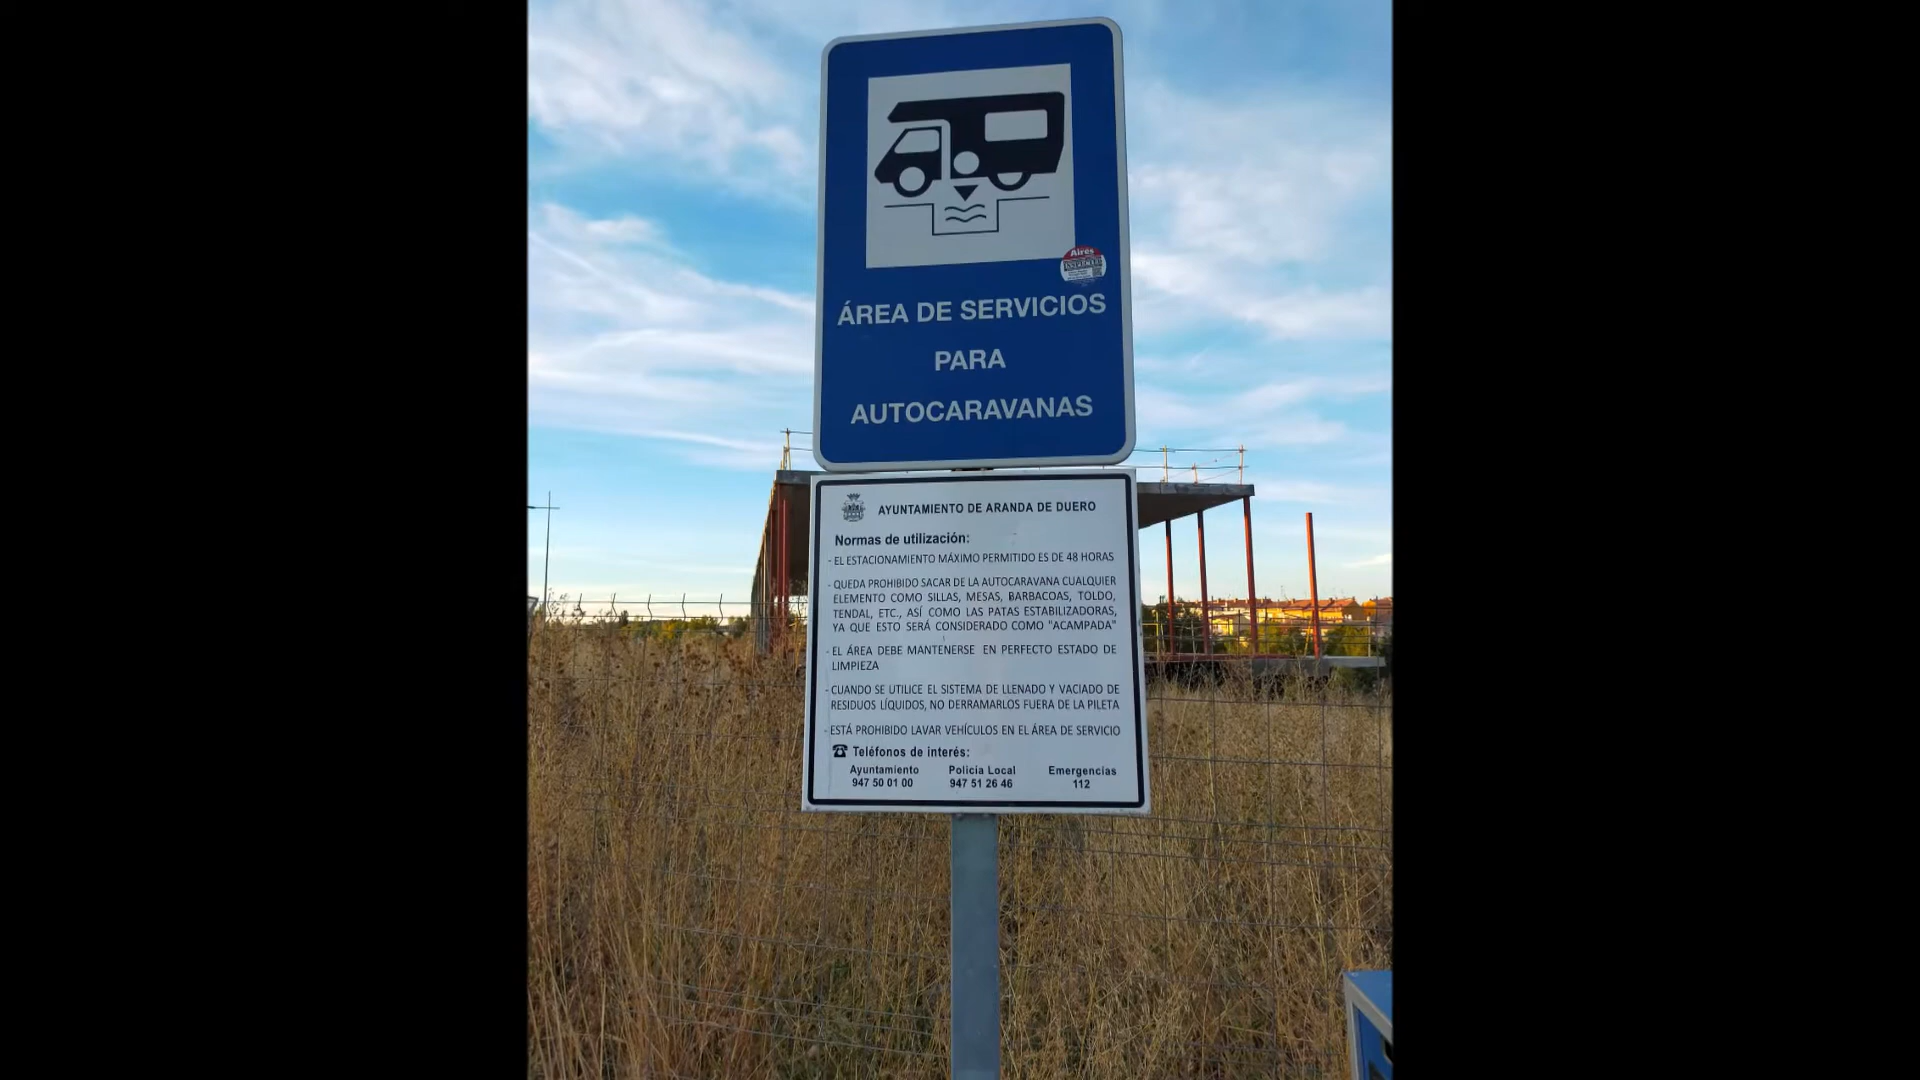 Aires
ÁREA DE SERVICIOS
PARA
AUTOCARAVANAS
AYUNTAMIENTO DE ARANDA DE DUERO
Normas de utilización:
- EL ESTACIONAMIENTO MÁXIMO PERMITIDO ES DE 48 HORAS
- QUEDA PROHIBIDO SACAR DE LA AUTOCARAVANA CUALQUIER
ELEMENTO COMO SILLAS, MESAS, BARBACOAS, TOLDO,
TENDAL, ETC., ASÍ COMO LAS PATAS ESTABILIZADORAS,
YA QUE ESTO SERÁ CONSIDERADO COMO "ACAMPADA"
- EL ÁREA DEBE MANTENERSE EN PERFECTO ESTADO DE
LIMPIEZA
- CUANDO SE UTILICE EL SISTEMA DE LLENADO Y VACIADO DE
RESIDUOS LÍQUIDOS, NO DERRAMARLOS FUERA DE LA PILETA
- ESTÁ PROHIBIDO LAVAR VEHÍCULOS EN EL ÁREA DE SERVICIO
☎ Teléfonos de interés:
Ayuntamiento Policía Local Emergencias
947 50 01 00 947 51 26 46 112